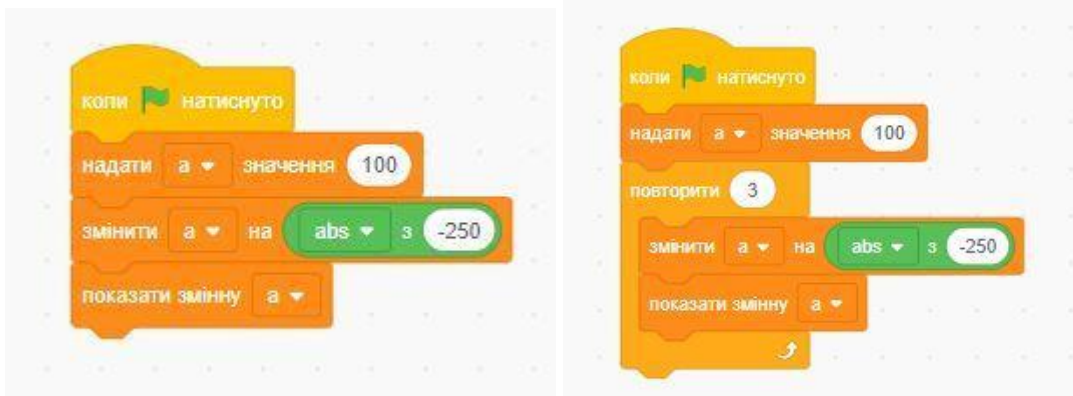 коли натиснуто
надати a значення 100
змінити a на abs з -250
показати змінну a
коли натиснуто
надати a значення 100
повторити 3
змінити a на abs з -250
показати змінну a